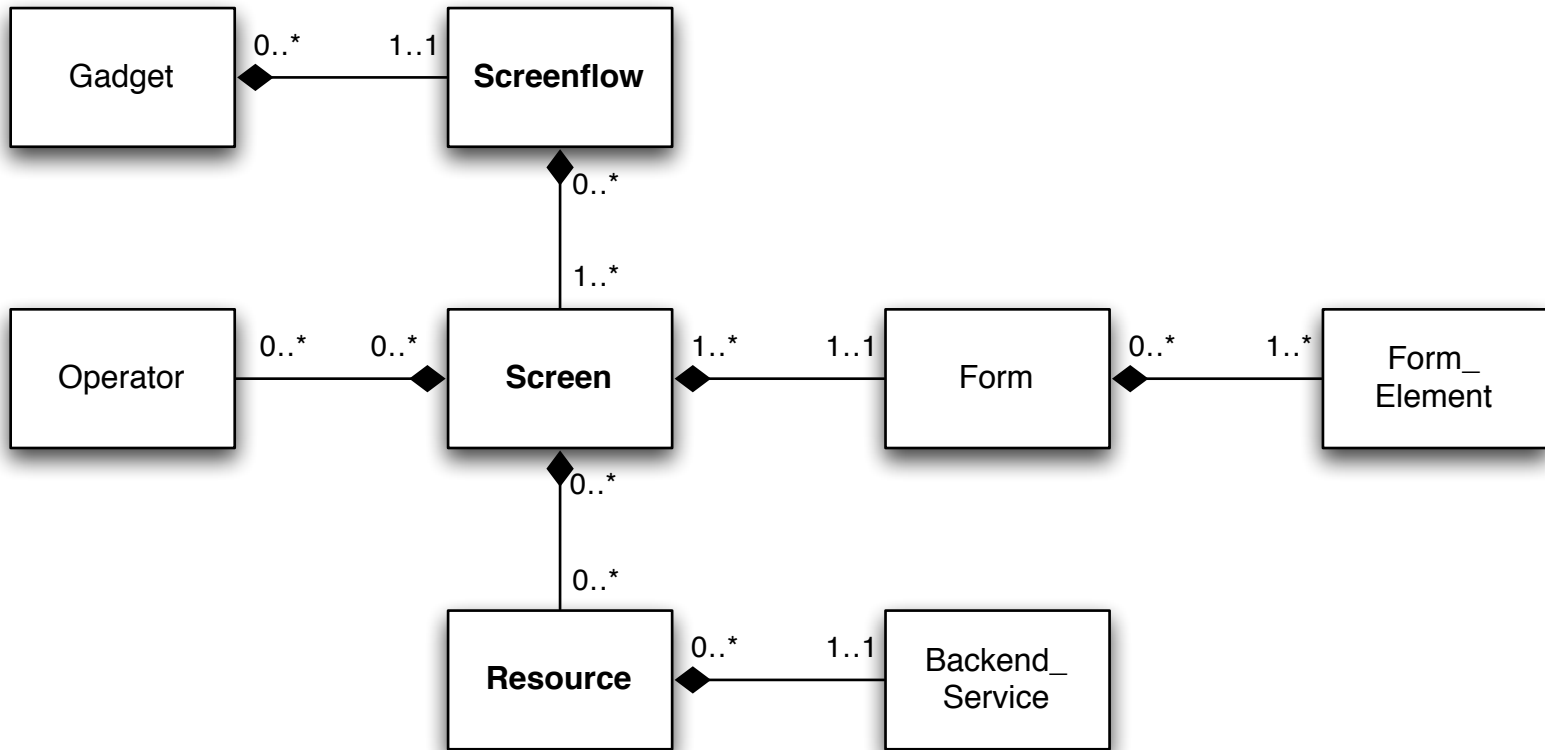 0..* 1..1
Gadget
Screenflow
0..*
1..*
0..* 0..*
1..* 1..1
0..* 1..*
Operator
Screen
Form
Form_
Element
0..*
0..*
0..* 1..1
Resource
Backend_
Service